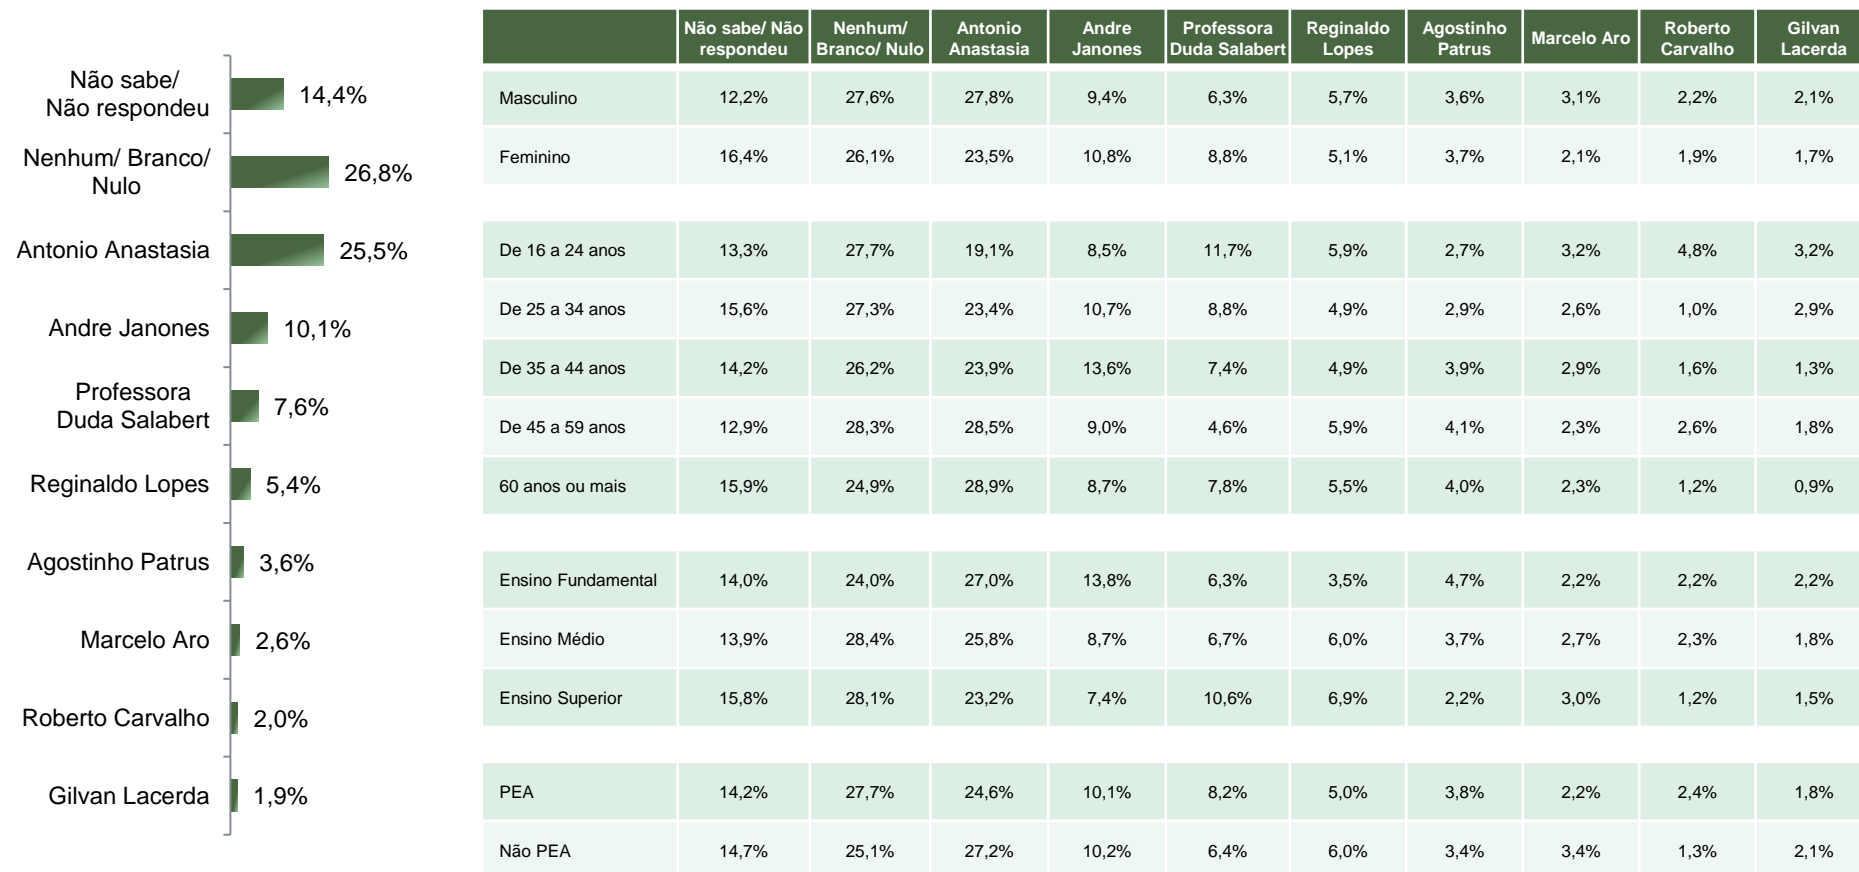 Não sabe/
Não respondeu
14,4%
Nenhum/ Branco/
Nulo
26,8%
Antonio Anastasia
25,5%
Andre Janones
10,1%
Professora
Duda Salabert
7,6%
Reginaldo Lopes
5,4%
Agostinho Patrus
3,6%
Marcelo Aro
2,6%
Roberto Carvalho
2,0%
Gilvan Lacerda
1,9%
Não sabe/ Não respondeu Nenhum/ Branco/ Nulo Antonio Anastasia Andre Janones Professora Duda Salabert Reginaldo Lopes Agostinho Patrus Marcelo Aro Roberto Carvalho Gilvan Lacerda
Masculino 12,2% 27,6% 27,8% 9,4% 6,3% 5,7% 3,6% 3,1% 2,2% 2,1%
Feminino 16,4% 26,1% 23,5% 10,8% 8,8% 5,1% 3,7% 2,1% 1,9% 1,7%
De 16 a 24 anos 13,3% 27,7% 19,1% 8,5% 11,7% 5,9% 2,7% 3,2% 4,8% 3,2%
De 25 a 34 anos 15,6% 27,3% 23,4% 10,7% 8,8% 4,9% 2,9% 2,6% 1,0% 2,9%
De 35 a 44 anos 14,2% 26,2% 23,9% 13,6% 7,4% 4,9% 3,9% 2,9% 1,6% 1,3%
De 45 a 59 anos 12,9% 28,3% 28,5% 9,0% 4,6% 5,9% 4,1% 2,3% 2,6% 1,8%
60 anos ou mais 15,9% 24,9% 28,9% 8,7% 7,8% 5,5% 4,0% 2,3% 1,2% 0,9%
Ensino Fundamental 14,0% 24,0% 27,0% 13,8% 6,3% 3,5% 4,7% 2,2% 2,2% 2,2%
Ensino Médio 13,9% 28,4% 25,8% 8,7% 6,7% 6,0% 3,7% 2,7% 2,3% 1,8%
Ensino Superior 15,8% 28,1% 23,2% 7,4% 10,6% 6,9% 2,2% 3,0% 1,2% 1,5%
PEA 14,2% 27,7% 24,6% 10,1% 8,2% 5,0% 3,8% 2,2% 2,4% 1,8%
Não PEA 14,7% 25,1% 27,2% 10,2% 6,4% 6,0% 3,4% 3,4% 1,3% 2,1%